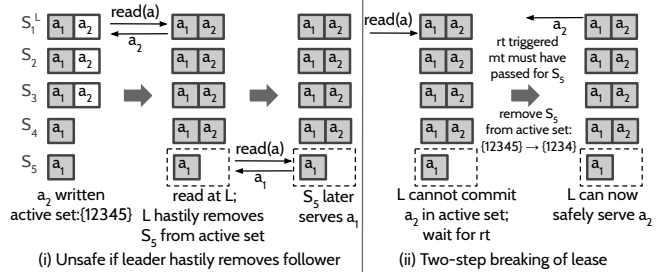 S₁ᴸ a₁ a₂ read(a) a₂ a₁ a₂ a₁ a₂
S₂ a₁ a₂ a₁ a₂ a₁ a₂
S₃ a₁ a₂ a₁ a₂ a₁ a₂
S₄ a₁ a₁ a₂ a₁ a₂
S₅ a₁ a₁ read(a) a₁ a₁
a₂ written
active set:{12345}
read at L;
L hastily removes
S₅ from active set
S₅ later
serves a₁
(i) Unsafe if leader hastily removes follower
read(a) a₁ a₂ a₂ a₁ a₂
a₁ a₂ a₁ a₂
a₁ a₂ a₁ a₂
a₁ a₂ a₁ a₂
a₁ a₁
rt triggered
mt must have
passed for S₅
remove S₅
from active set:
{12345} → {1234}
L cannot commit
a₂ in active set;
wait for rt
L can now
safely serve a₂
(ii) Two-step breaking of lease